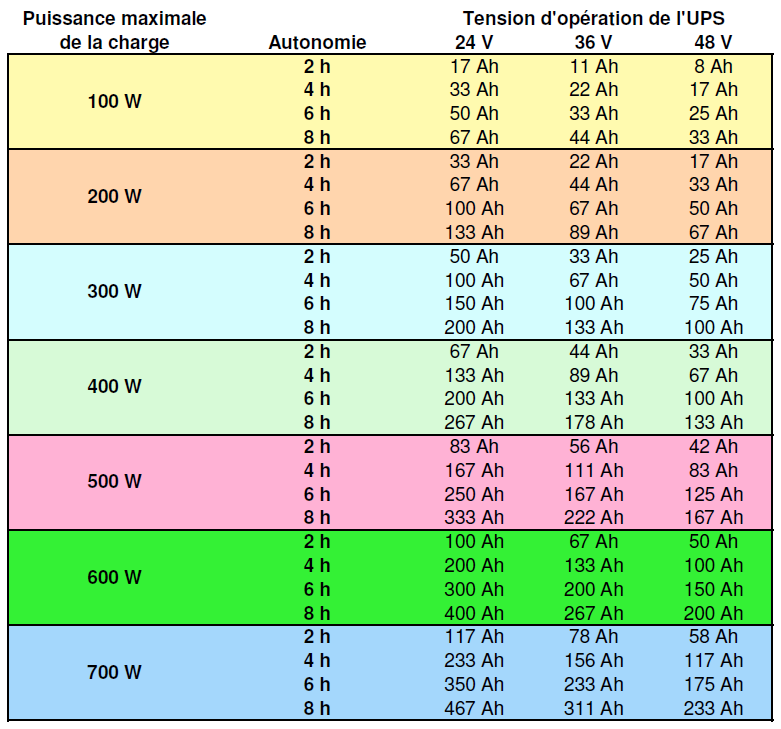 Puissance maximale Tension d'opération de l'UPS
de la charge Autonomie 24 V 36 V 48 V
2 h 17 Ah 11 Ah 8 Ah
4 h 33 Ah 22 Ah 17 Ah
100 W
6 h 50 Ah 33 Ah 25 Ah
8 h 67 Ah 44 Ah 33 Ah
2 h 33 Ah 22 Ah 17 Ah
4 h 67 Ah 44 Ah 33 Ah
200 W
6 h 100 Ah 67 Ah 50 Ah
8 h 133 Ah 89 Ah 67 Ah
2 h 50 Ah 33 Ah 25 Ah
4 h 100 Ah 67 Ah 50 Ah
300 W
6 h 150 Ah 100 Ah 75 Ah
8 h 200 Ah 133 Ah 100 Ah
2 h 67 Ah 44 Ah 33 Ah
4 h 133 Ah 89 Ah 67 Ah
400 W
6 h 200 Ah 133 Ah 100 Ah
8 h 267 Ah 178 Ah 133 Ah
2 h 83 Ah 56 Ah 42 Ah
4 h 167 Ah 111 Ah 83 Ah
500 W
6 h 250 Ah 167 Ah 125 Ah
8 h 333 Ah 222 Ah 167 Ah
2 h 100 Ah 67 Ah 50 Ah
4 h 200 Ah 133 Ah 100 Ah
600 W
6 h 300 Ah 200 Ah 150 Ah
8 h 400 Ah 267 Ah 200 Ah
2 h 117 Ah 78 Ah 58 Ah
4 h 233 Ah 156 Ah 117 Ah
700 W
6 h 350 Ah 233 Ah 175 Ah
8 h 467 Ah 311 Ah 233 Ah